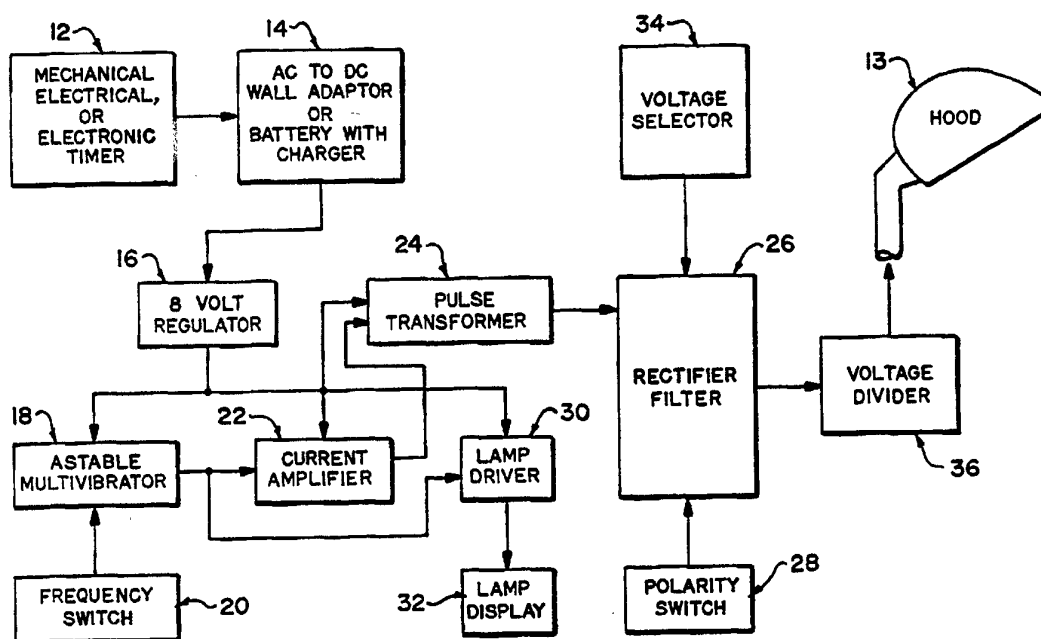 12
MECHANICAL
ELECTRICAL,
OR
ELECTRONIC
TIMER
14
AC TO DC
WALL ADAPTOR
OR
BATTERY WITH
CHARGER
34
VOLTAGE
SELECTOR
13
HOOD
16
8 VOLT
REGULATOR
24
PULSE
TRANSFORMER
26
RECTIFIER
FILTER
VOLTAGE
DIVIDER
36
18
ASTABLE
MULTIVIBRATOR
22
CURRENT
AMPLIFIER
30
LAMP
DRIVER
FREQUENCY
SWITCH
20
32
LAMP
DISPLAY
POLARITY
SWITCH
28